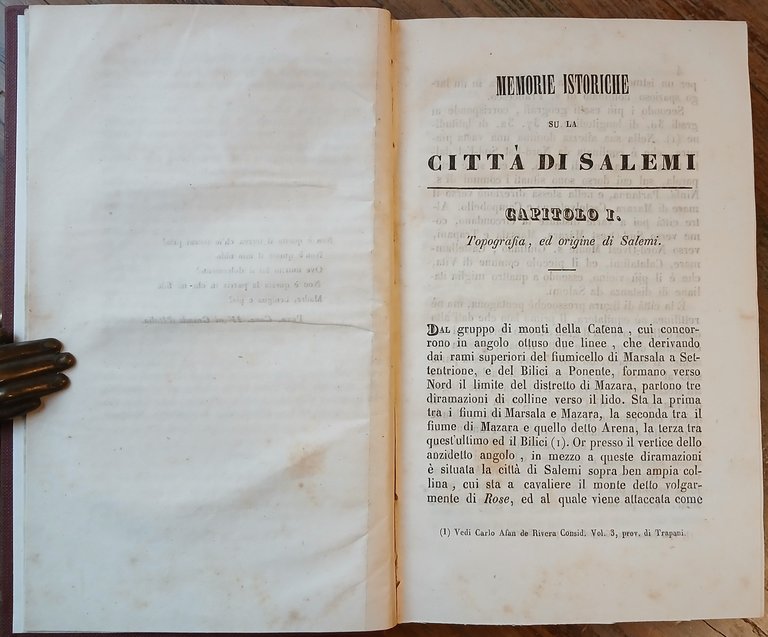 MEMORIE ISTORICHE
SU LA
CITTÀ DI SALEMI
CAPITOLO I.
Topografia, ed origine di Salemi.
DAL gruppo di monti della Catena, cui concor-
rono in angolo ottuso due linee, che derivando
dai rami superiori del fiumicello di Marsala a Set-
tentrione, e del Bilici a Ponente, formano verso
Nord il limite del distretto di Mazara, partono tre
diramazioni di colline verso il lido. Sta la prima
tra i fiumi di Marsala e Mazara, la seconda tra il
fiume di Mazara e quello detto Arena, la terza tra
quest'ultimo ed il Bilici (1). Or presso il vertice dello
anzidetto angolo, in mezzo a queste diramazioni
è situata la città di Salemi sopra ben ampia col-
lina, cui sta a cavaliere il monte detto volgar-
mente di Rose, ed al quale viene attaccata come
(1) Vedi Carlo Afan de Rivera Consid. Vol. 3, prov. di Trapani.